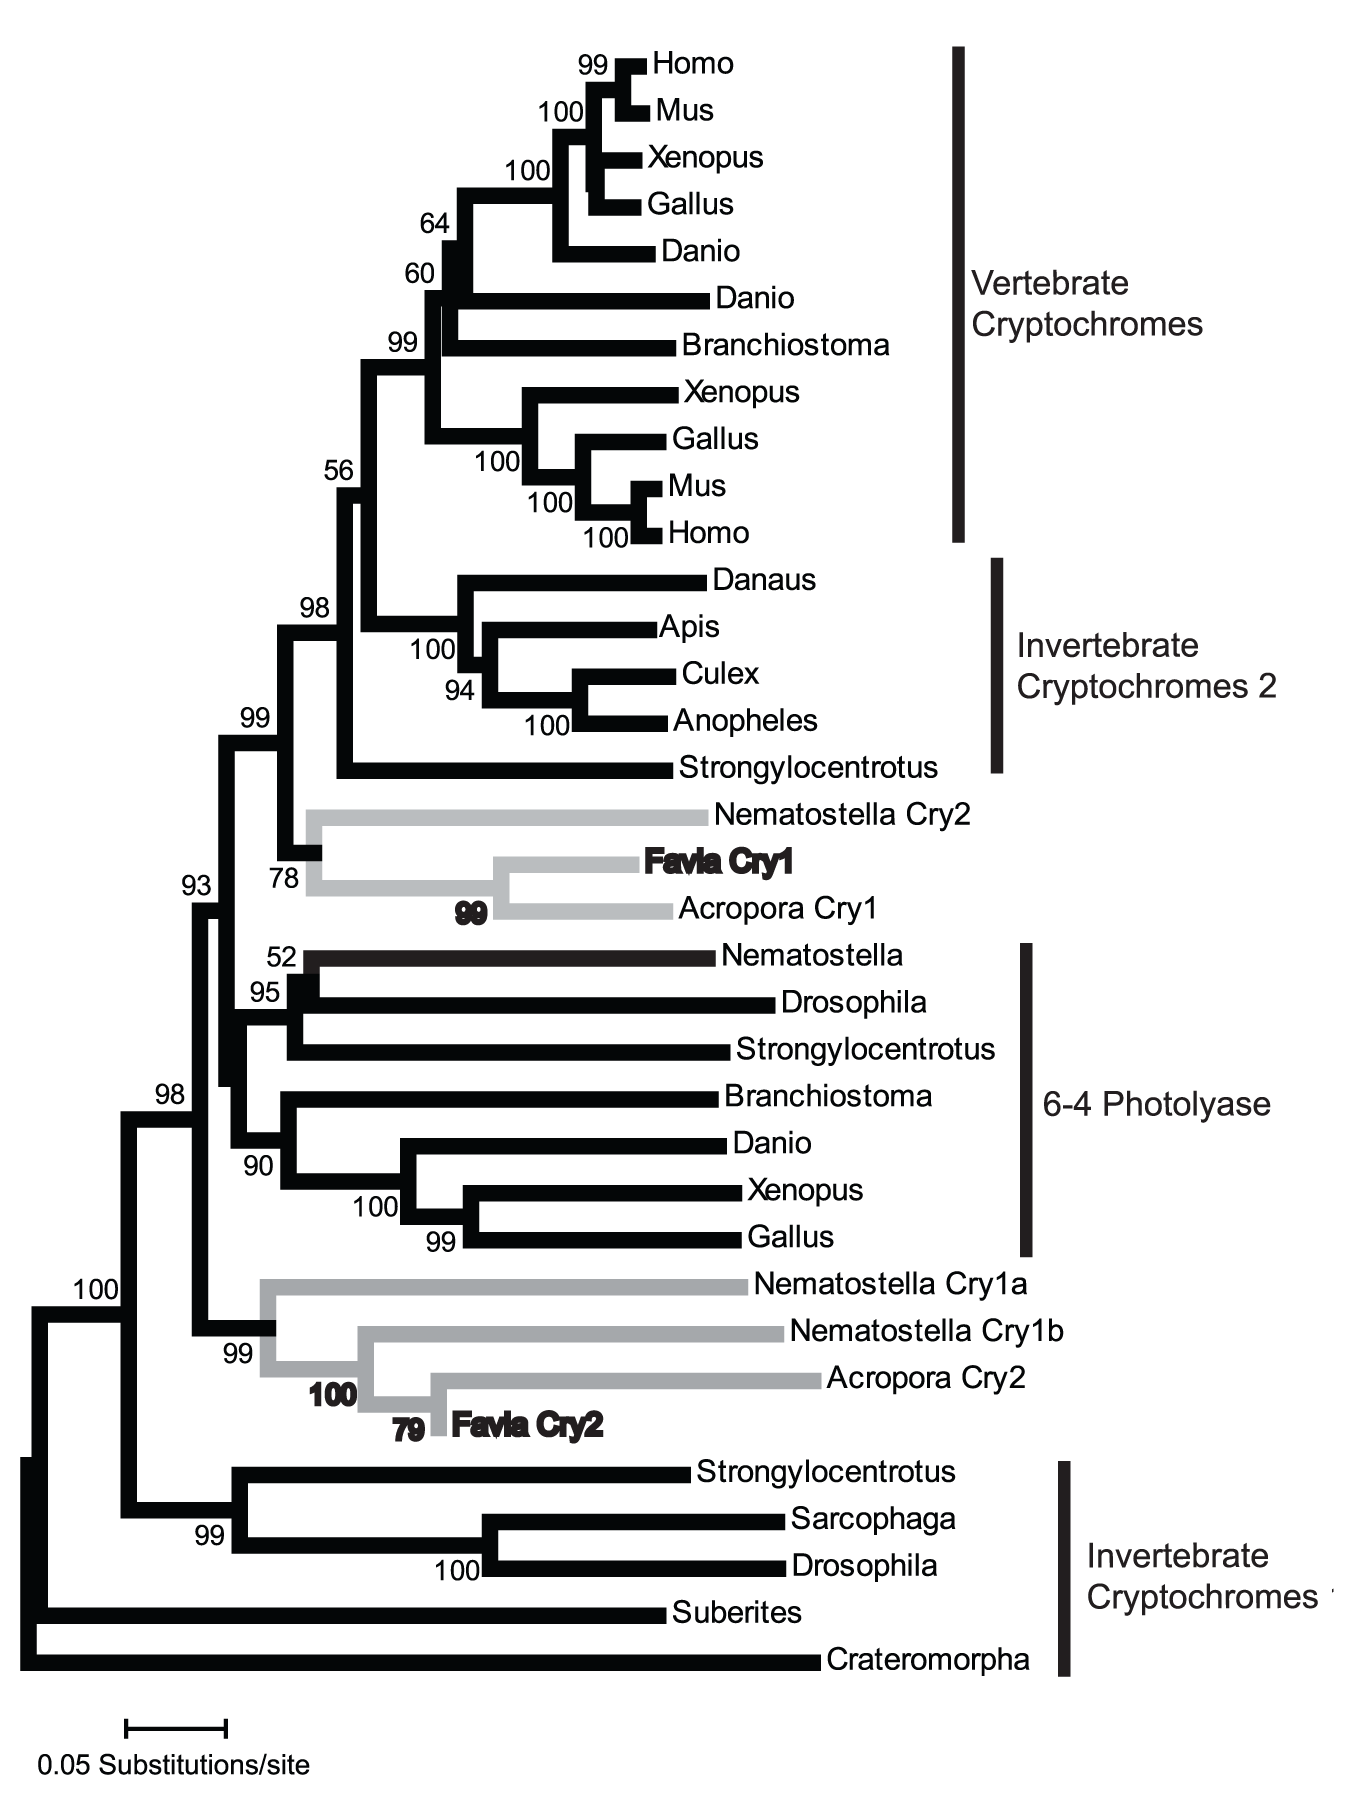 99
Homo
Mus
100
Xenopus
100
Gallus
64
Danio
60
Danio
Vertebrate
Cryptochromes
99
Branchiostoma
Xenopus
56
Gallus
100
Mus
100
Homo
100
Danaus
98
Apis
100
Invertebrate
Cryptochromes 2
94
Culex
99
Anopheles
100
Strongylocentrotus
Nematostella Cry2
78
Favia Cry1
93
99
Acropora Cry1
52
Nematostella
95
Drosophila
Strongylocentrotus
98
Branchiostoma
6-4 Photolyase
90
Danio
100
Xenopus
99
Gallus
100
Nematostella Cry1a
99
Nematostella Cry1b
100
Acropora Cry2
79
Favia Cry2
Strongylocentrotus
99
Sarcophaga
100
Drosophila
Invertebrate
Cryptochromes
Suberites
Crateromorpha
0.05 Substitutions/site